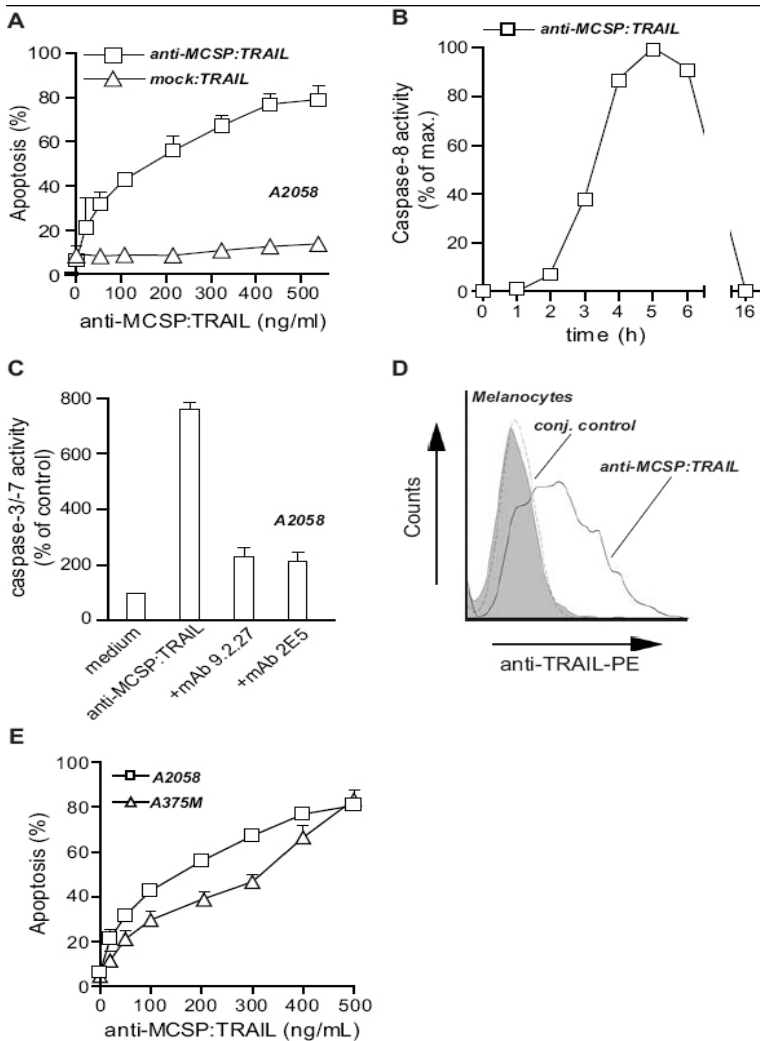 A
anti-MCSP:TRAIL
mock:TRAIL
100
80
60
40
20
0
Apoptosis (%)
A2058
0 100 200 300 400 500
anti-MCSP:TRAIL (ng/ml)
B
anti-MCSP:TRAIL
100
80
60
40
20
0
Caspase-8 activity
(% of max.)
0 1 2 3 4 5 6 16
time (h)
C
800
600
400
200
0
caspase-3/-7 activity
(% of control)
A2058
medium
anti-MCSP:TRAIL
+mAb 9.2.27
+mAb 2E5
D
Melanocytes
conj. control
anti-MCSP:TRAIL
Counts
anti-TRAIL-PE
E
A2058
A375M
100
80
60
40
20
0
Apoptosis (%)
0 100 200 300 400 500
anti-MCSP:TRAIL (ng/mL)